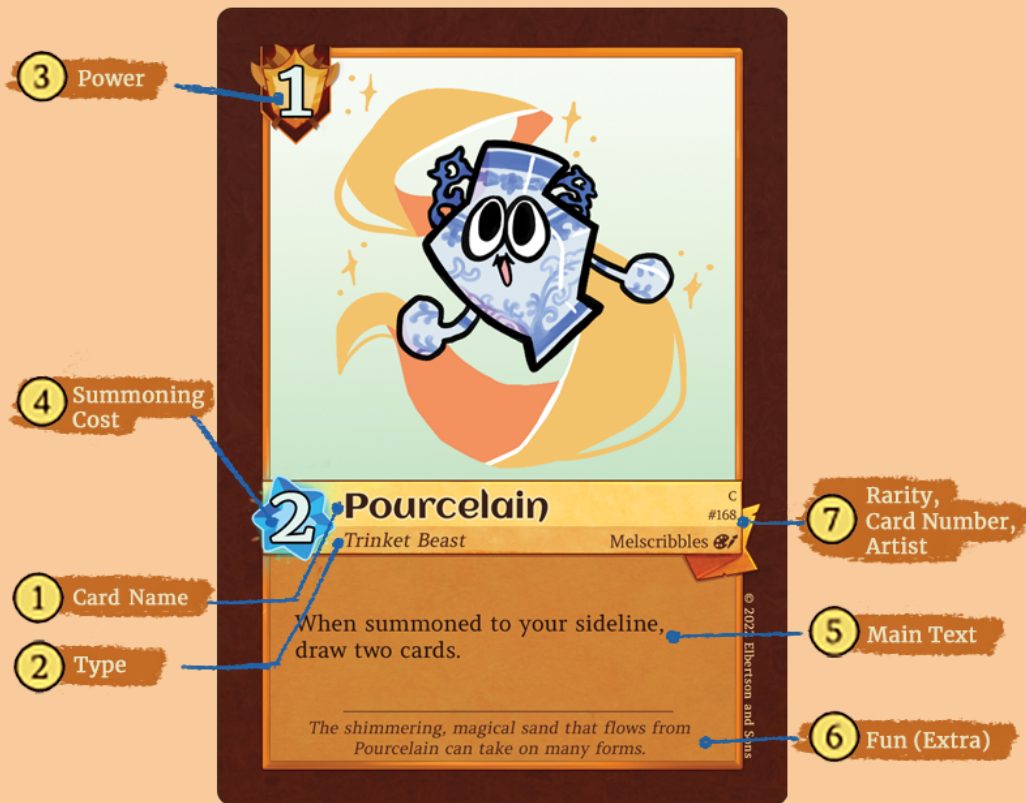 3 Power
1
4 Summoning
Cost
2
Pourcelain
C
#168
Trinket Beast
Melscribbles
7 Rarity,
Card Number,
Artist
1 Card Name
2 Type
When summoned to your sideline,
draw two cards.
5 Main Text
The shimmering, magical sand that flows from
Pourcelain can take on many forms.
6 Fun (Extra)
© 2022 Elbertson and Sons